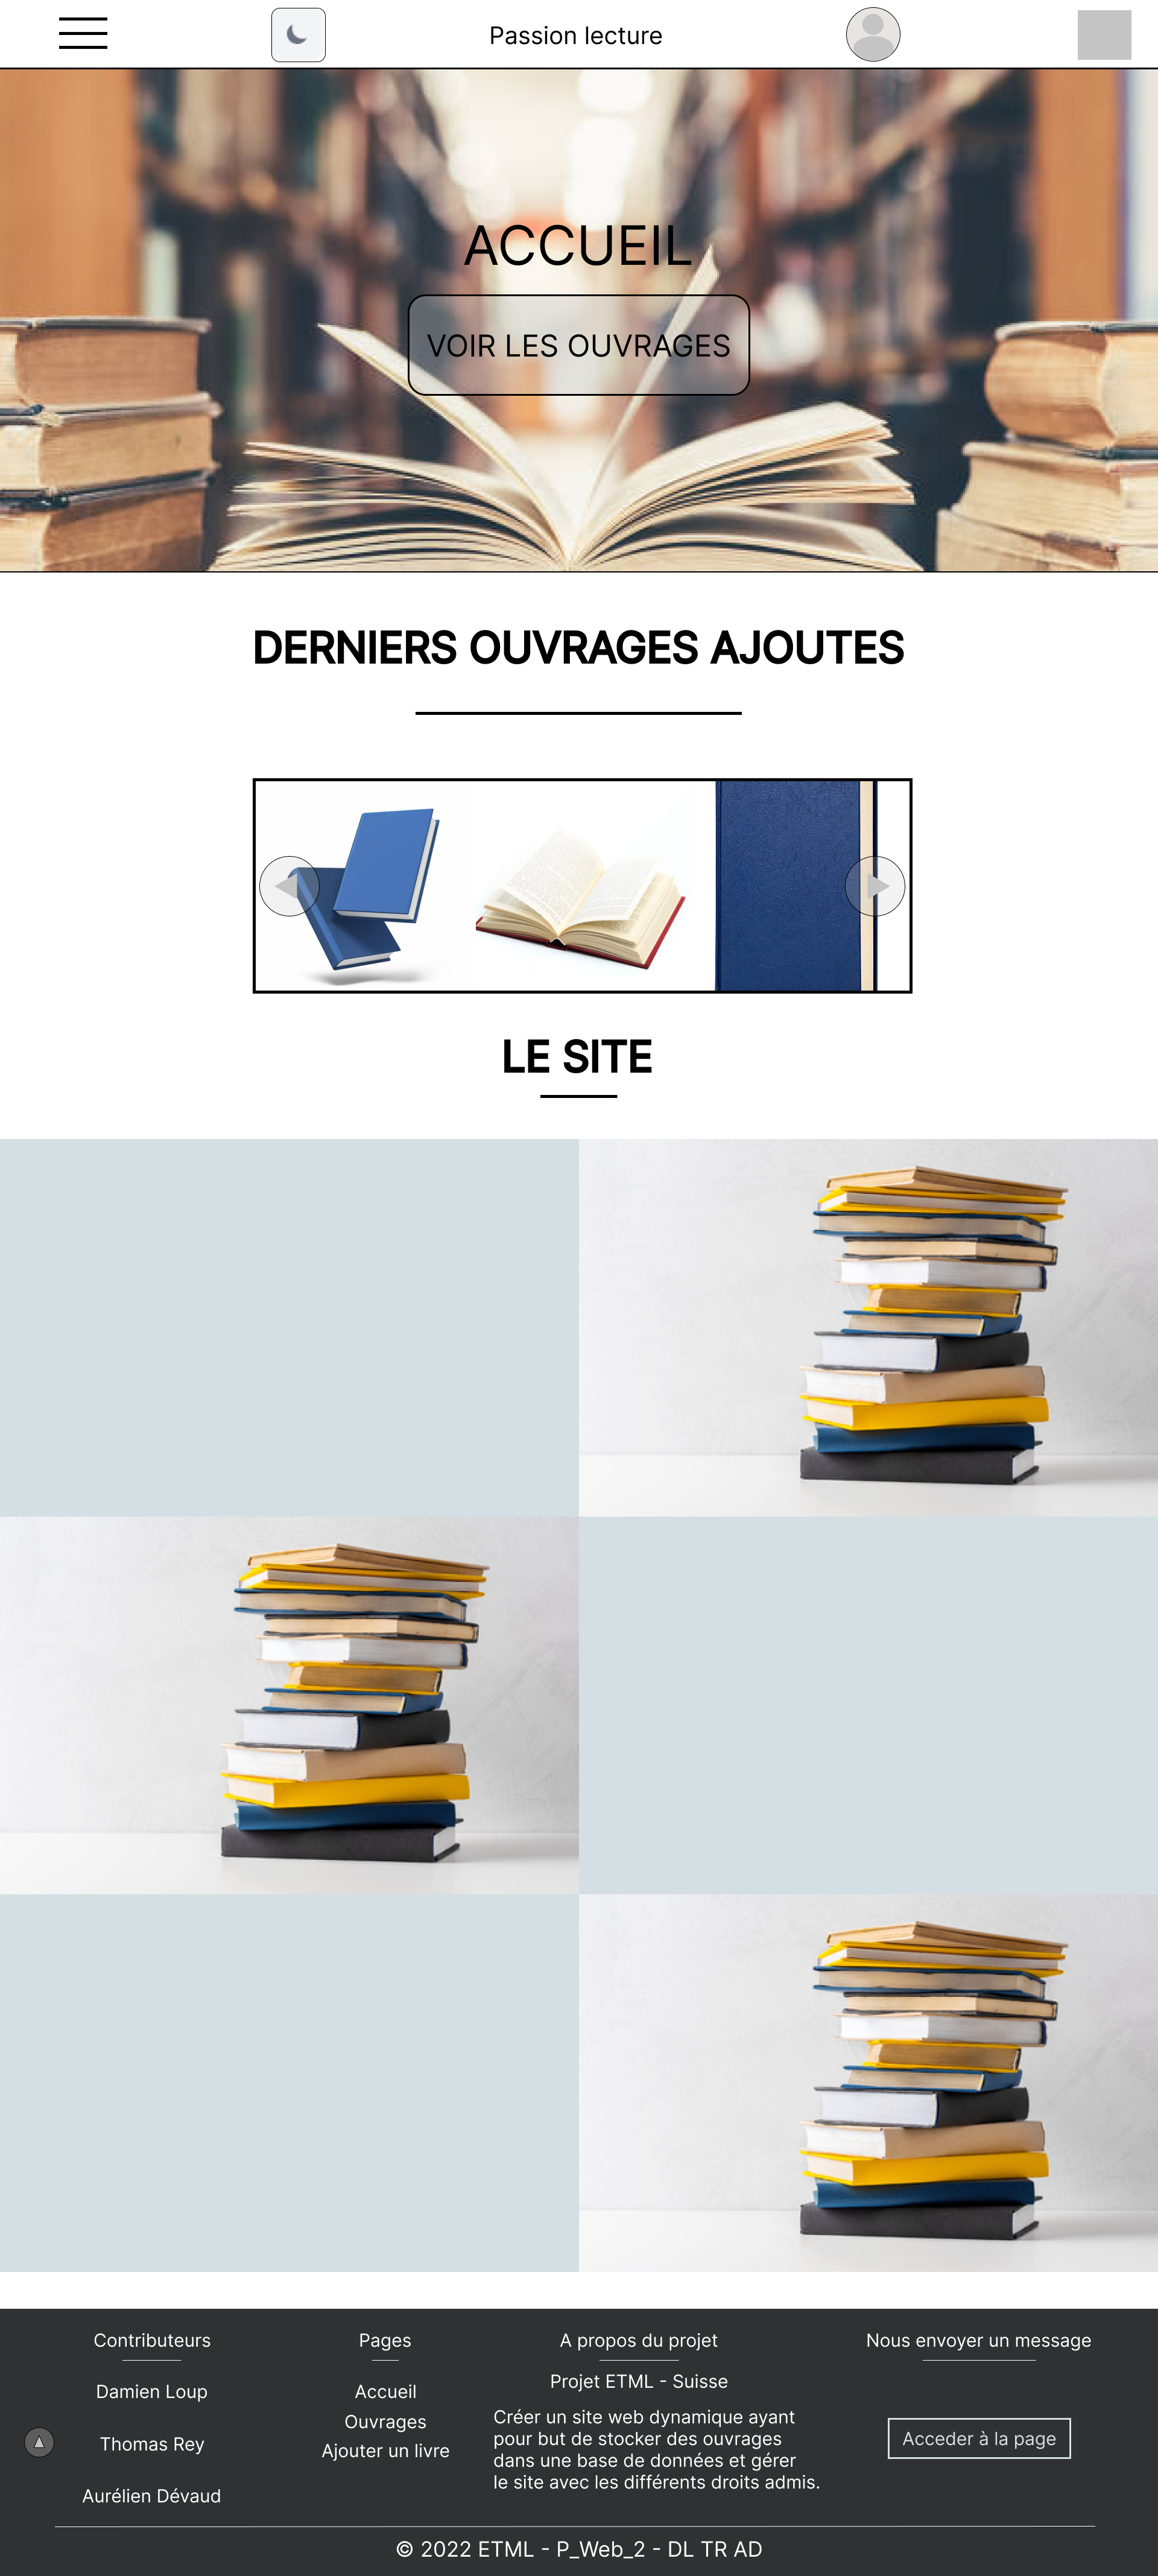 Passion lecture
ACCUEIL
VOIR LES OUVRAGES
DERNIERS OUVRAGES AJOUTES
LE SITE
Contributeurs
Damien Loup
Thomas Rey
Aurélien Dévaud
Pages
Accueil
Ouvrages
Ajouter un livre
A propos du projet
Projet ETML - Suisse
Créer un site web dynamique ayant
pour but de stocker des ouvrages
dans une base de données et gérer
le site avec les différents droits admis.
Nous envoyer un message
Acceder à la page
© 2022 ETML - P_Web_2 - DL TR AD